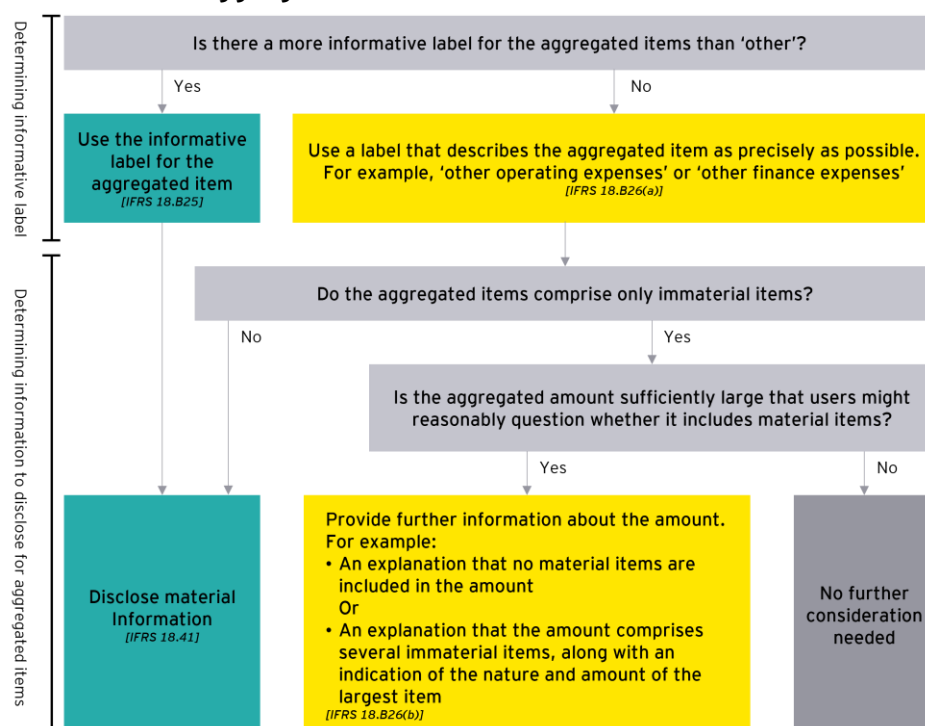 Is there a more informative label for the aggregated items than ‘other’?
Determining informative label
Yes
No
Use the informative
label for the
aggregated item
[IFRS 18.B25]
Use a label that describes the aggregated item as precisely as possible.
For example, ‘other operating expenses’ or ‘other finance expenses’
[IFRS 18.B26(a)]
Determining information to disclose for aggregated items
Do the aggregated items comprise only immaterial items?
No
Yes
Is the aggregated amount sufficiently large that users might
reasonably question whether it includes material items?
Yes
No
Disclose material
Information
[IFRS 18.41]
Provide further information about the amount.
For example:
• An explanation that no material items are
included in the amount
Or
• An explanation that the amount comprises
several immaterial items, along with an
indication of the nature and amount of the
largest item
[IFRS 18.B26(b)]
No further
consideration
needed